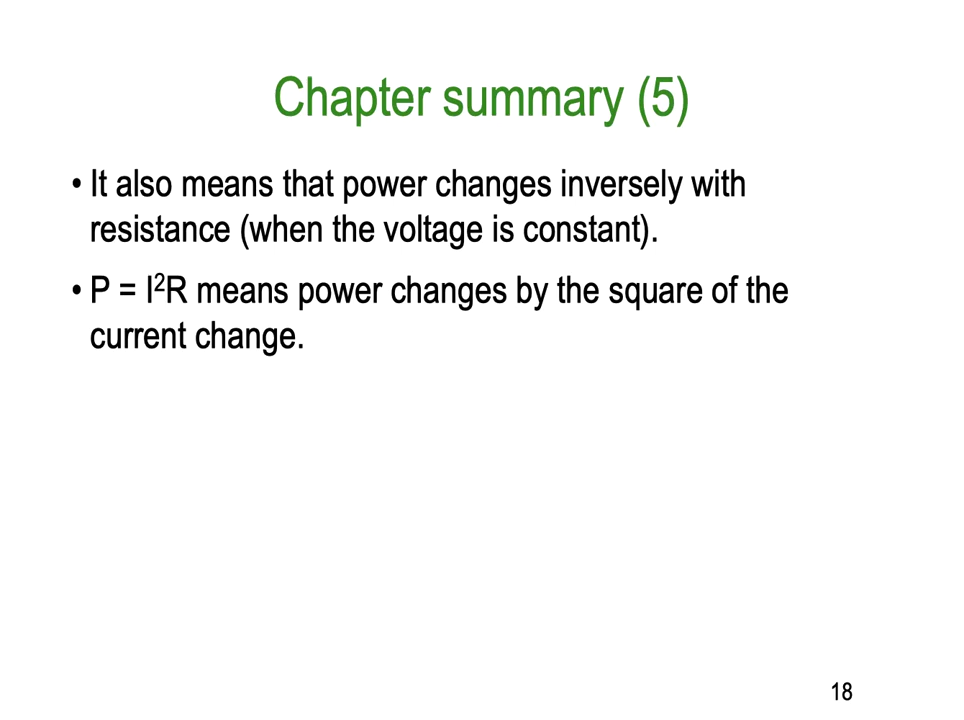 Chapter summary (5)
• It also means that power changes inversely with
resistance (when the voltage is constant).
• P = I²R means power changes by the square of the
current change.
18